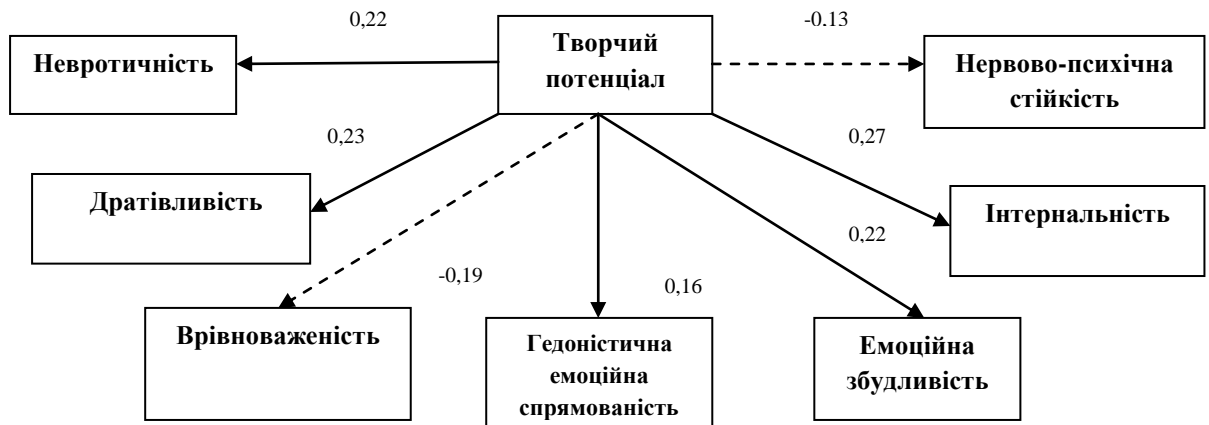 0,22
Творчий
потенціал
-0.13
Невротичність
Нервово-психічна
стійкість
0,23
0,27
Дратівливість
Інтернальність
0,22
-0,19
0,16
Врівноваженість
Гедоністична
емоційна
спрямованість
Емоційна
збудливість